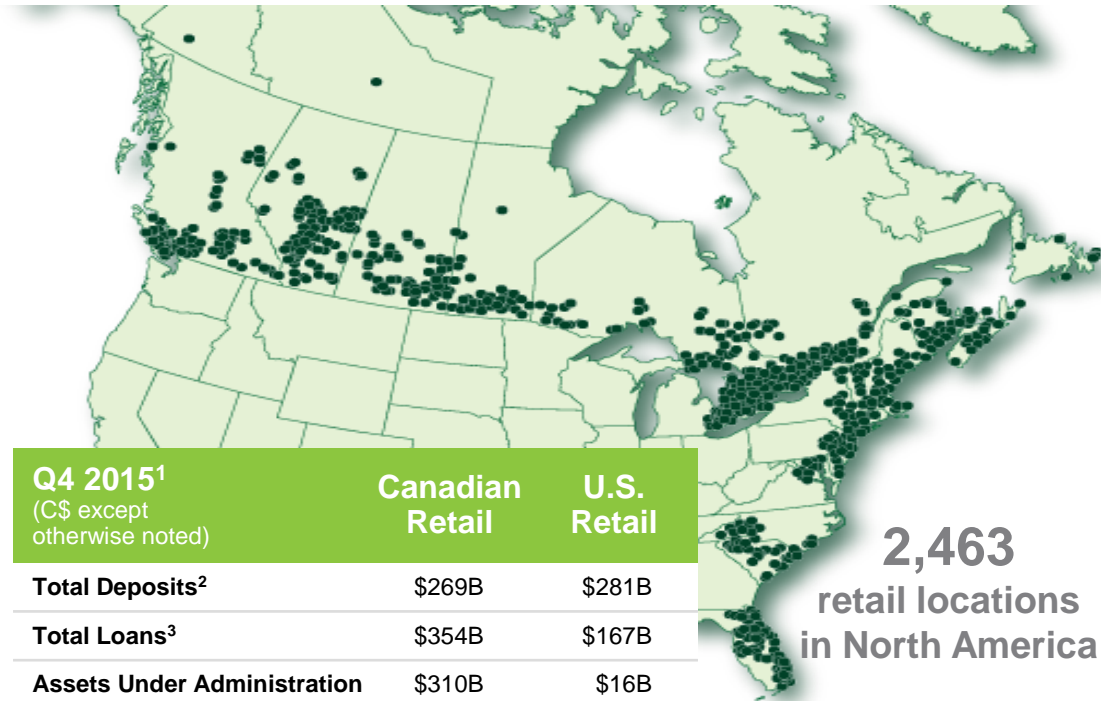 Q4 2015¹
(C$ except
otherwise noted)
Canadian
Retail
U.S.
Retail
Total Deposits² $269B $281B
Total Loans³ $354B $167B
Assets Under Administration $310B $16B
2,463
retail locations
in North America